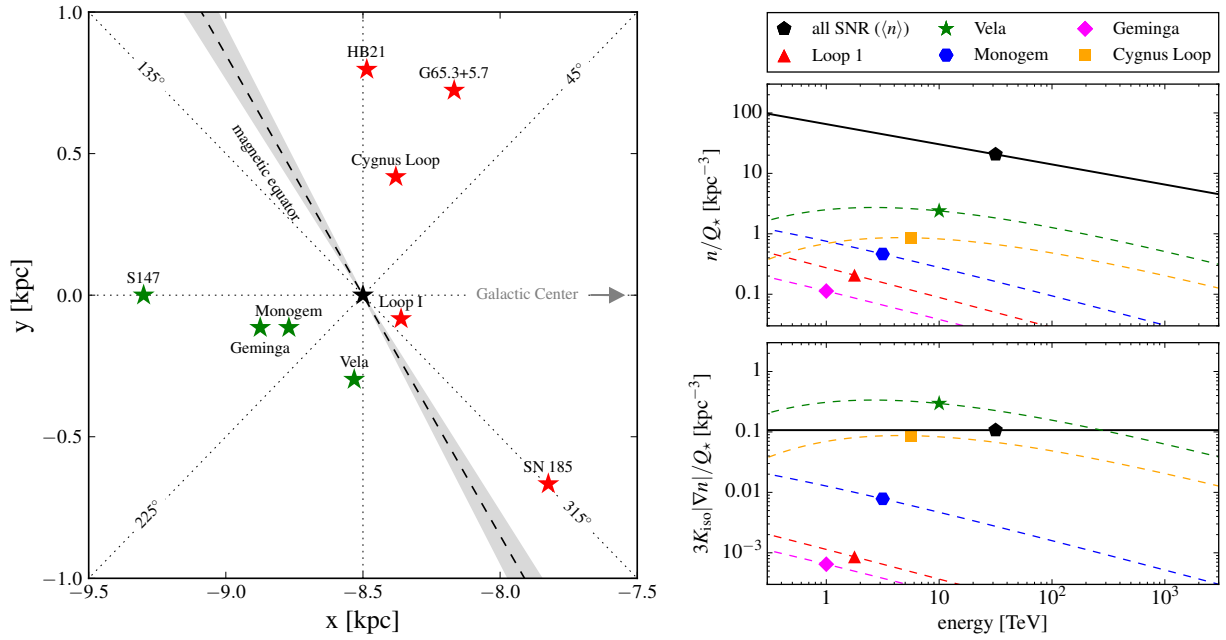 1.0
0.5
0.0
−0.5
−1.0
y [kpc]
−9.5
−9.0
−8.5
−8.0
−7.5
x [kpc]
135°
45°
225°
315°
magnetic equator
HB21
G65.3+5.7
Cygnus Loop
S147
Monogem
Geminga
Loop I
Vela
SN 185
Galactic Center
all SNR (⟨n⟩)
Vela
Geminga
Loop 1
Monogem
Cygnus Loop
100
10
1
0.1
n/Q⋆ [kpc⁻³]
1
0.1
0.01
10⁻³
3K_iso|∇n|/Q⋆ [kpc⁻³]
1
10
10²
10³
energy [TeV]